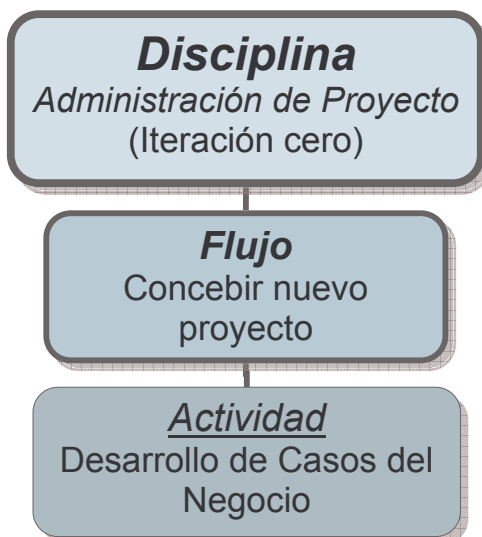 Disciplina
Administración de Proyecto
(Iteración cero)
Flujo
Concebir nuevo
proyecto
Actividad
Desarrollo de Casos del
Negocio